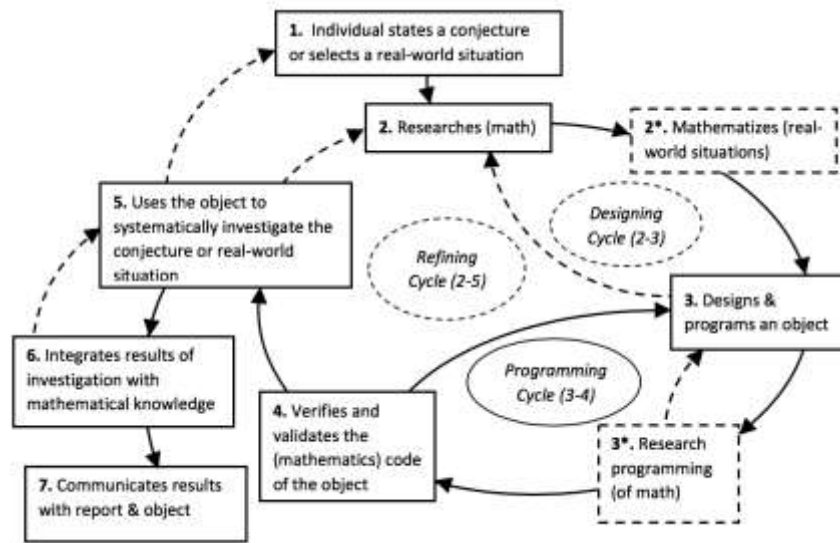 1. Individual states a conjecture
or selects a real-world situation
2. Researches (math)
2*. Mathematizes (real-
world situations)
5. Uses the object to
systematically investigate the
conjecture or real-world
situation
Designing
Cycle (2-3)
Refining
Cycle (2-5)
3. Designs &
programs an object
6. Integrates results of
investigation with
mathematical knowledge
Programming
Cycle (3-4)
4. Verifies and
validates the
(mathematics) code
of the object
3*. Research
programming
(of math)
7. Communicates results
with report & object